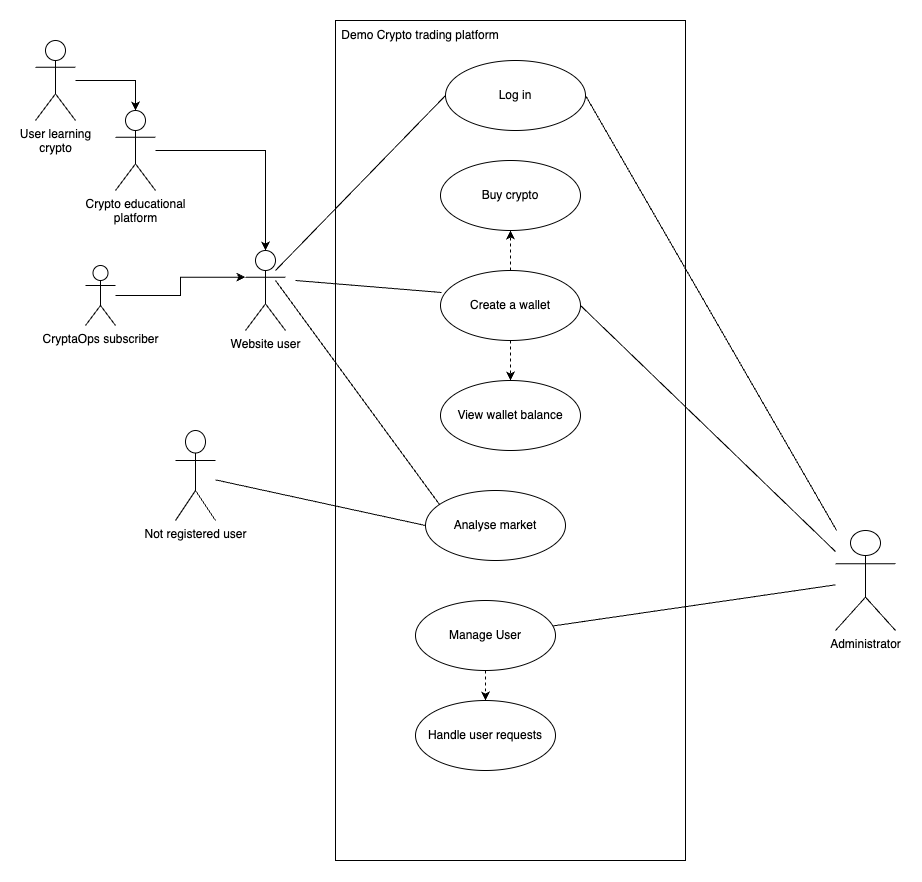 Demo Crypto trading platform
Log in
User learning
crypto
Buy crypto
Crypto educational
platform
Create a wallet
CryptaOps subscriber
Website user
View wallet balance
Analyse market
Not registered user
Manage User
Administrator
Handle user requests